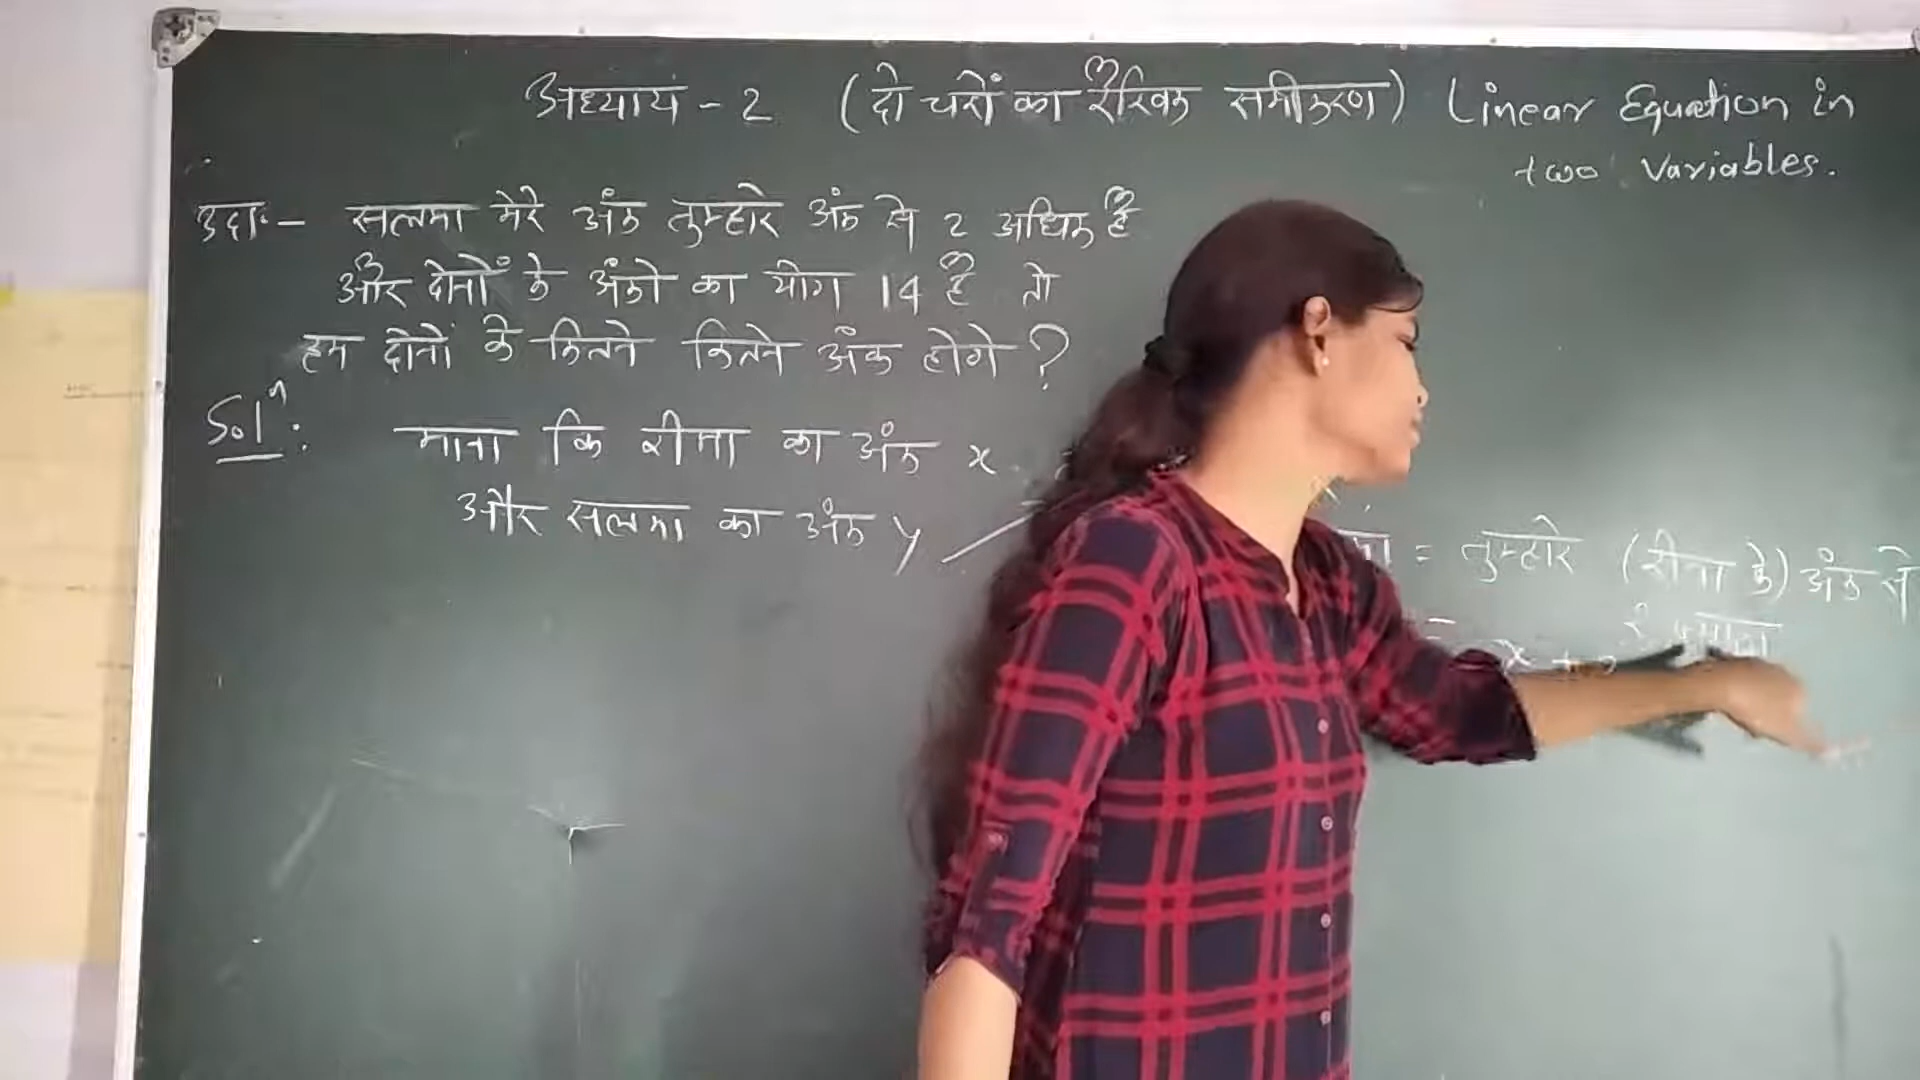 अध्याय - 2 (दो चरों का रैखिक समीकरण) Linear Equation in
two Variables.
उदाः- सलमा मेरे अंक तुम्हारे अंक से 2 अधिक है
और दोनों के अंको का योग 14 है तो
हम दोनों के कितने कितने अंक होगे ?
Solⁿ: माना कि रीना का अंक x
और सलमा का अंक y
= तुम्हारे (रीना के) अंक से
= x +